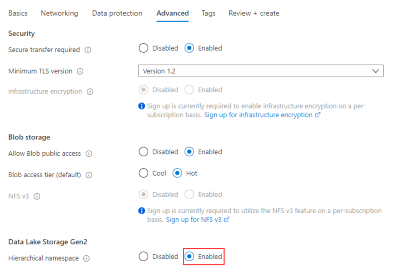 Basics Networking Data protection Advanced Tags Review + create
Security
Secure transfer required Disabled Enabled
Minimum TLS version Version 1.2
Infrastructure encryption Disabled Enabled
Sign up is currently required to enable infrastructure encryption on a per-
subscription basis. Sign up for infrastructure encryption
Blob storage
Allow Blob public access Disabled Enabled
Blob access tier (default) Cool Hot
NFS v3 Disabled Enabled
Sign up is currently required to utilize the NFS v3 feature on a per-subscription
basis. Sign up for NFS v3
Data Lake Storage Gen2
Hierarchical namespace Disabled Enabled